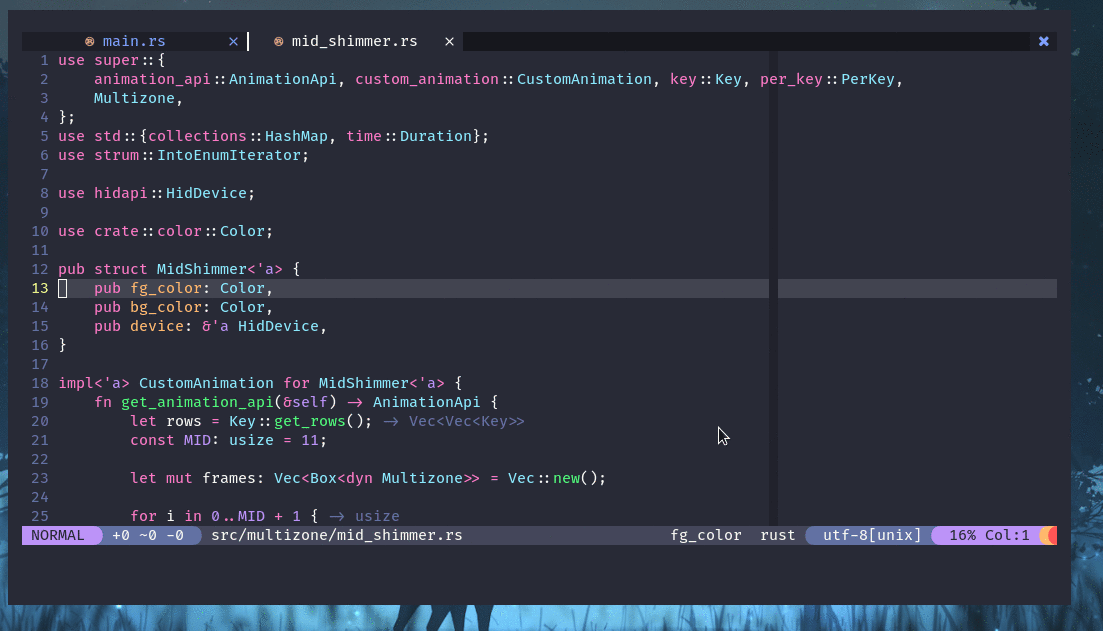 main.rs × mid_shimmer.rs × ×
1 use super::{
2     animation_api::AnimationApi, custom_animation::CustomAnimation, key::Key, per_key::PerKey,
3     Multizone,
4 };
5 use std::{collections::HashMap, time::Duration};
6 use strum::IntoEnumIterator;
7
8 use hidapi::HidDevice;
9
10 use crate::color::Color;
11
12 pub struct MidShimmer<'a> {
13     pub fg_color: Color,
14     pub bg_color: Color,
15     pub device: &'a HidDevice,
16 }
17
18 impl<'a> CustomAnimation for MidShimmer<'a> {
19     fn get_animation_api(&self) -> AnimationApi {
20         let rows = Key::get_rows(); -> Vec<Vec<Key>>
21         const MID: usize = 11;
22
23         let mut frames: Vec<Box<dyn Multizone>> = Vec::new();
24
25         for i in 0..MID + 1 { -> usize
NORMAL +0 ~0 -0 src/multizone/mid_shimmer.rs fg_color rust utf-8[unix] 16% Col:1